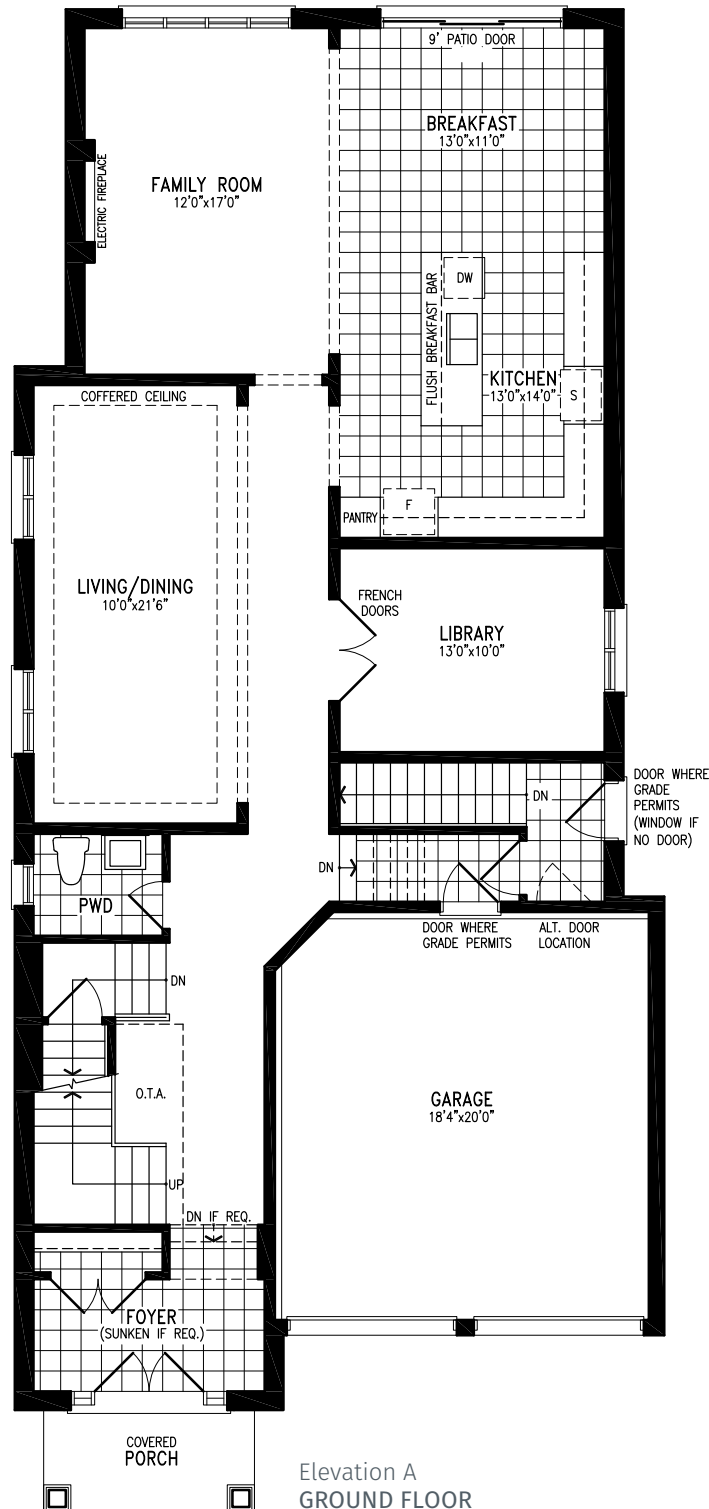 9' PATIO DOOR
BREAKFAST
13'0"x11'0"
FAMILY ROOM
12'0"x17'0"
ELECTRIC FIREPLACE
DW
FLUSH BREAKFAST BAR
KITCHEN
13'0"x14'0"
S
COFFERED CEILING
F
PANTRY
LIVING/DINING
10'0"x21'6"
FRENCH
DOORS
LIBRARY
13'0"x10'0"
DN
DOOR WHERE
GRADE
PERMITS
(WINDOW IF
NO DOOR)
DN
PWD
DOOR WHERE
GRADE PERMITS
ALT. DOOR
LOCATION
DN
O.T.A.
GARAGE
18'4"x20'0"
UP
DN IF REQ.
FOYER
(SUNKEN IF REQ.)
COVERED
PORCH
Elevation A
GROUND FLOOR